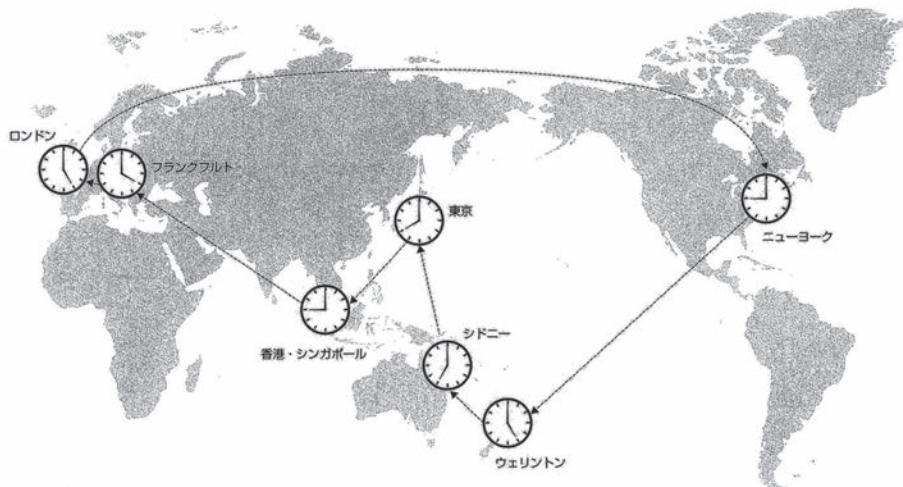 ロンドン
フランクフルト
東京
ニューヨーク
香港・シンガポール
シドニー
ウェリントン